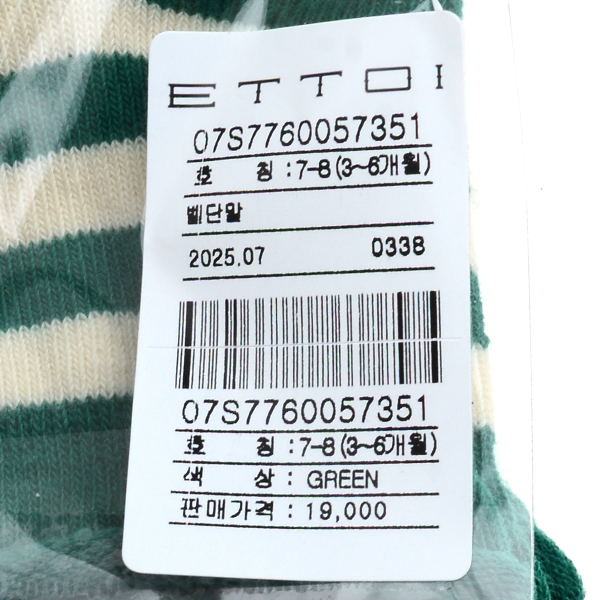 ETTOI
07S7760057351
호 칭 : 7-8 (3~6개월)
벨단말
2025.07 0338
07S7760057351
호 칭 : 7-8 (3~6개월)
색 상 : GREEN
판매가격 : 19,000